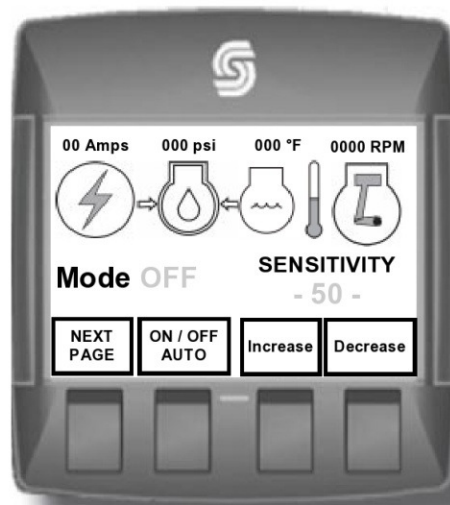 00 Amps 000 psi 000 °F 0000 RPM
Mode OFF
SENSITIVITY
- 50 -
NEXT
PAGE
ON / OFF
AUTO
Increase
Decrease